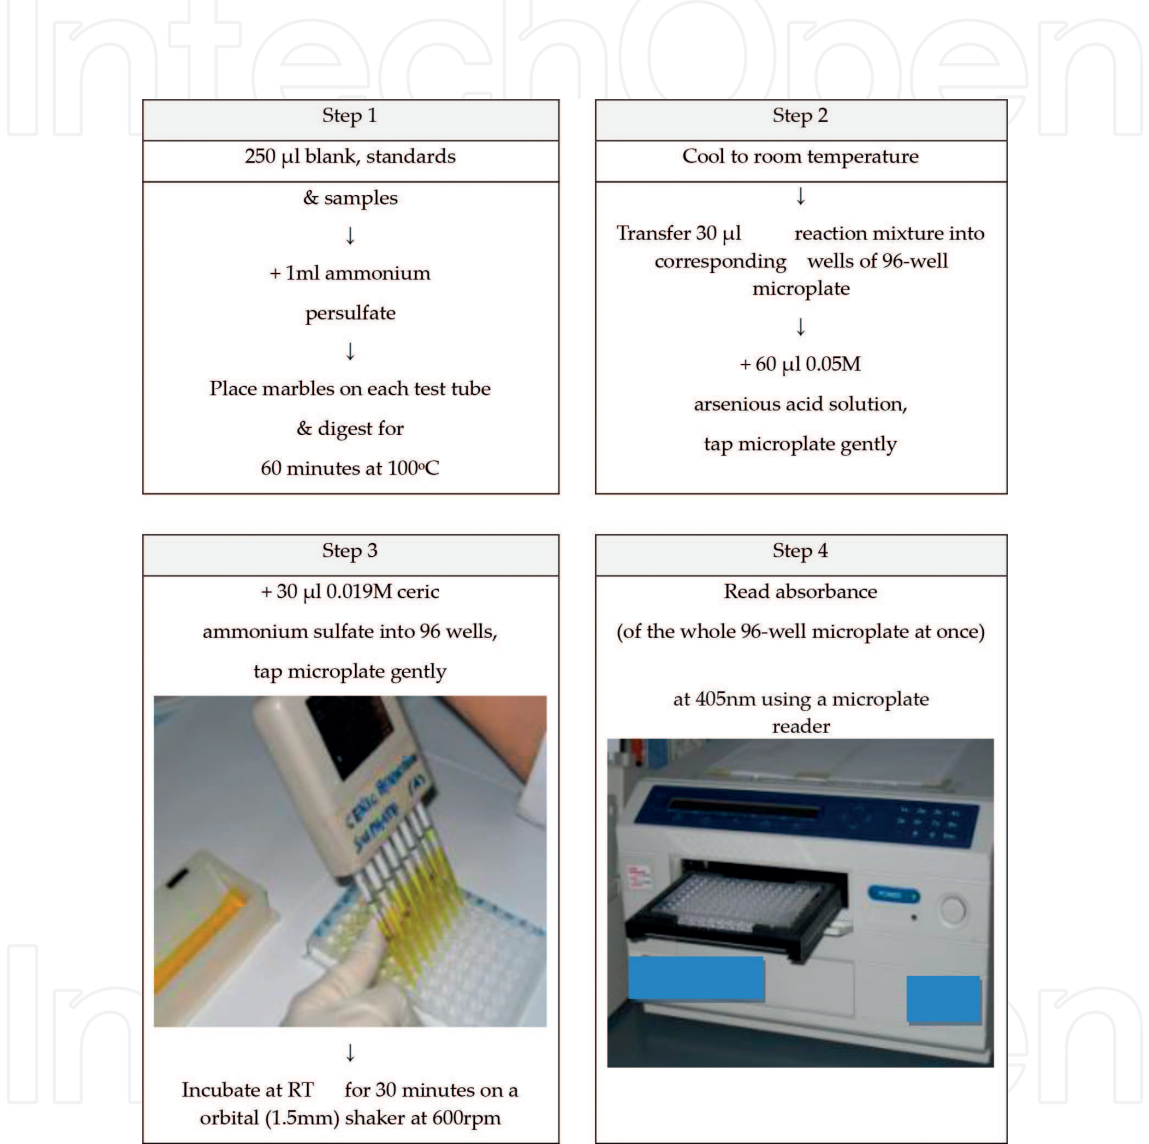 IntechOpen
Step 1
250 µl blank, standards
& samples
↓
+ 1ml ammonium
persulfate
↓
Place marbles on each test tube
& digest for
60 minutes at 100ºC
Step 2
Cool to room temperature
↓
Transfer 30 µl reaction mixture into
corresponding wells of 96-well
microplate
↓
+ 60 µl 0.05M
arsenious acid solution,
tap microplate gently
Step 3
+ 30 µl 0.019M ceric
ammonium sulfate into 96 wells,
tap microplate gently
CERIC AMMONIUM
SULPHATE (A)
↓
Incubate at RT for 30 minutes on a
orbital (1.5mm) shaker at 600rpm
Step 4
Read absorbance
(of the whole 96-well microplate at once)
at 405nm using a microplate
reader